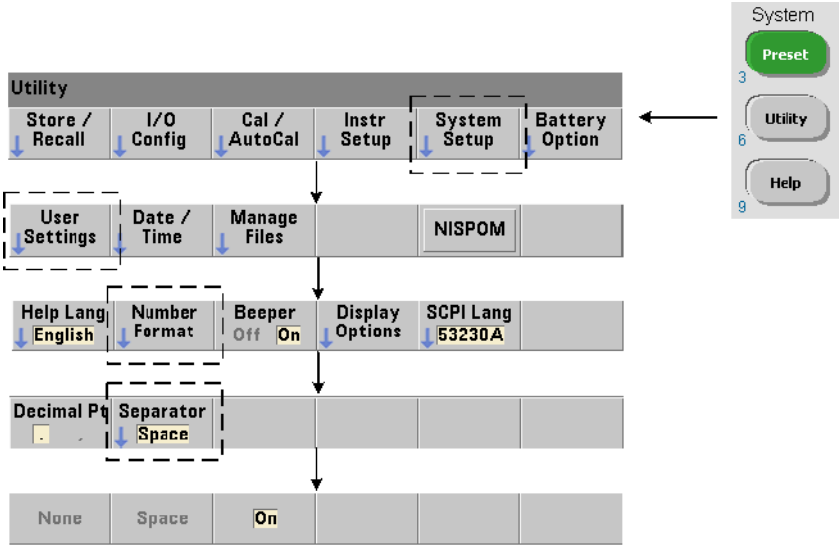 System
Preset
3
Utility
6
Help
9
Utility
Store / Recall
I/O Config
Cal / AutoCal
Instr Setup
System Setup
Battery Option
User Settings
Date / Time
Manage Files
NISPOM
Help Lang
English
Number Format
Beeper
Off On
Display Options
SCPI Lang
53230A
Decimal Pt
. ,
Separator
Space
None
Space
On